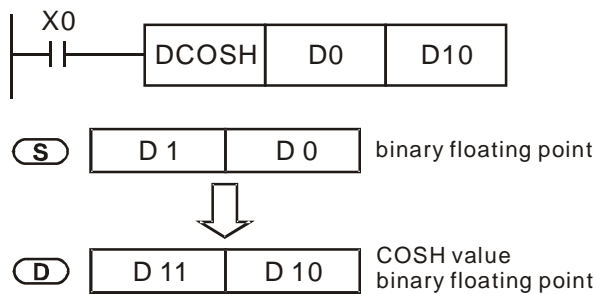 X0
DCOSH D0 D10
S D 1 D 0 binary floating point
D D 11 D 10 COSH value
binary floating point